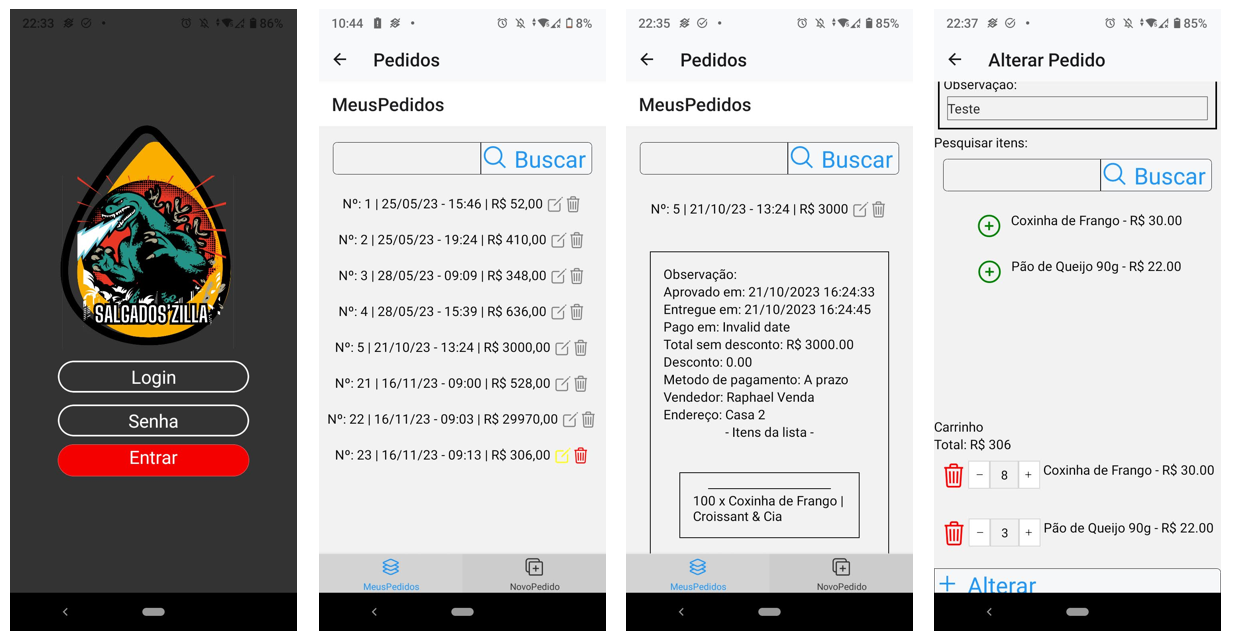 22:33
86%
SALGADOS ZILLA
Login
Senha
Entrar
10:44
8%
Pedidos
MeusPedidos
Buscar
Nº: 1 | 25/05/23 - 15:46 | R$ 52,00
Nº: 2 | 25/05/23 - 19:24 | R$ 410,00
Nº: 3 | 28/05/23 - 09:09 | R$ 348,00
Nº: 4 | 28/05/23 - 15:39 | R$ 636,00
Nº: 5 | 21/10/23 - 13:24 | R$ 3000,00
Nº: 21 | 16/11/23 - 09:00 | R$ 528,00
Nº: 22 | 16/11/23 - 09:03 | R$ 29970,00
Nº: 23 | 16/11/23 - 09:13 | R$ 306,00
MeusPedidos
NovoPedido
22:35
85%
Pedidos
MeusPedidos
Buscar
Nº: 5 | 21/10/23 - 13:24 | R$ 3000
Observação:
Aprovado em: 21/10/2023 16:24:33
Entregue em: 21/10/2023 16:24:45
Pago em: Invalid date
Total sem desconto: R$ 3000.00
Desconto: 0.00
Metodo de pagamento: A prazo
Vendedor: Raphael Venda
Endereço: Casa 2
- Itens da lista -
100 x Coxinha de Frango |
Croissant & Cia
MeusPedidos
NovoPedido
22:37
85%
Alterar Pedido
Observação:
Teste
Pesquisar itens:
Buscar
Coxinha de Frango - R$ 30.00
Pão de Queijo 90g - R$ 22.00
Carrinho
Total: R$ 306
- 8 + Coxinha de Frango - R$ 30.00
- 3 + Pão de Queijo 90g - R$ 22.00
+ Alterar